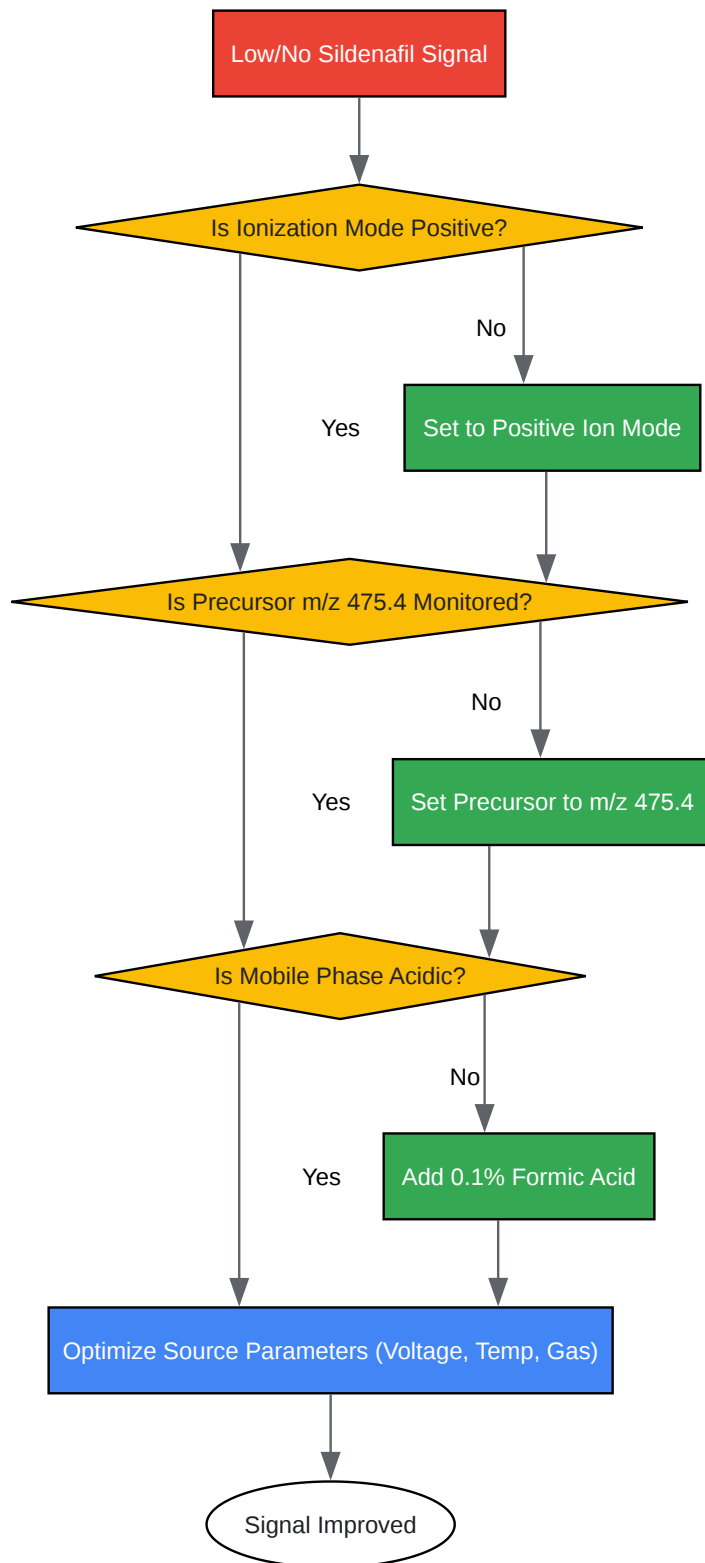 Low/No Sildenafil Signal
Is Ionization Mode Positive?
No
Yes
Set to Positive Ion Mode
Is Precursor m/z 475.4 Monitored?
No
Yes
Set Precursor to m/z 475.4
Is Mobile Phase Acidic?
No
Yes
Add 0.1% Formic Acid
Optimize Source Parameters (Voltage, Temp, Gas)
Signal Improved